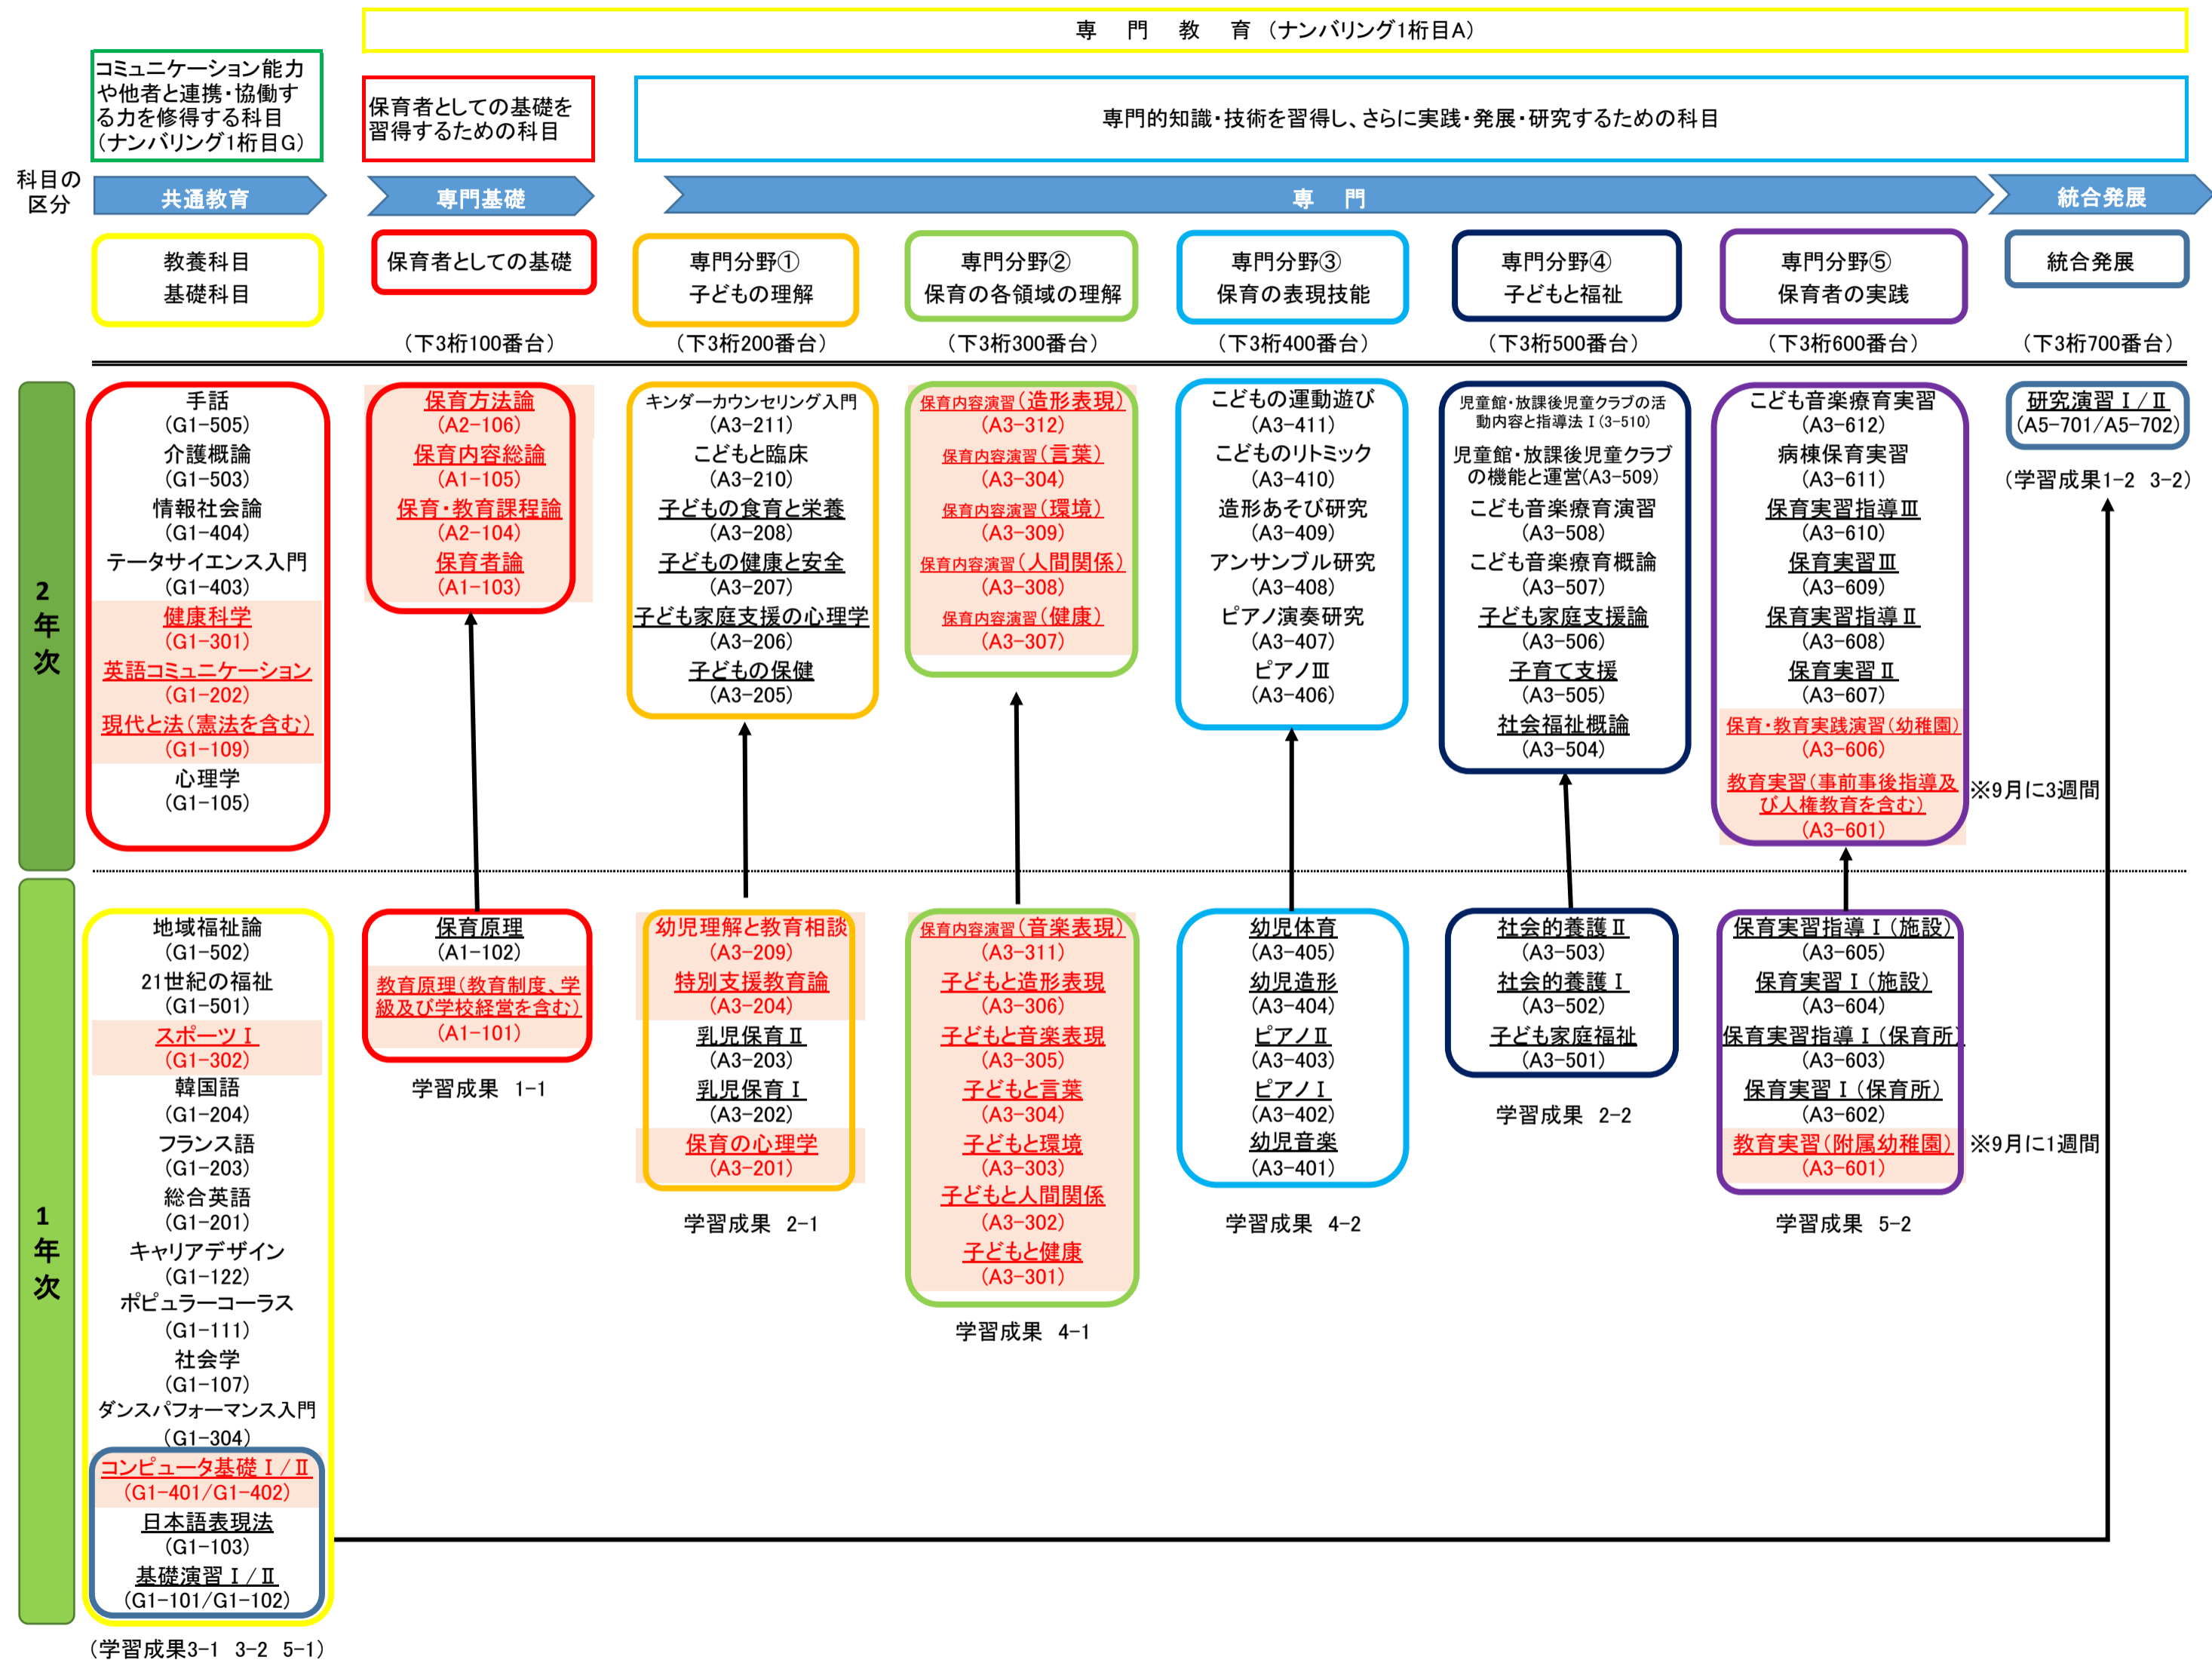 専　門　教　育　（ナンバリング1桁目A）
コミュニケーション能力
や他者と連携・協働す
る力を修得する科目
（ナンバリング1桁目G）
保育者としての基礎を
習得するための科目
専門的知識・技術を習得し、さらに実践・発展・研究するための科目
科目の
区分
共通教育
専門基礎
専　門
統合発展
教養科目
基礎科目
保育者としての基礎
（下3桁100番台）
専門分野①
子どもの理解
（下3桁200番台）
専門分野②
保育の各領域の理解
（下3桁300番台）
専門分野③
保育の表現技能
（下3桁400番台）
専門分野④
子どもと福祉
（下3桁500番台）
専門分野⑤
保育者の実践
（下3桁600番台）
統合発展
（下3桁700番台）
2年次
手話
（G1-505）
介護概論
（G1-503）
情報社会論
（G1-404）
テータサイエンス入門
（G1-403）
健康科学
（G1-301）
英語コミュニケーション
（G1-202）
現代と法（憲法を含む）
（G1-109）
心理学
（G1-105）
保育方法論
（A2-106）
保育内容総論
（A1-105）
保育・教育課程論
（A2-104）
保育者論
（A1-103）
キンダーカウンセリング入門
（A3-211）
こどもと臨床
（A3-210）
子どもの食育と栄養
（A3-208）
子どもの健康と安全
（A3-207）
子ども家庭支援の心理学
（A3-206）
子どもの保健
（A3-205）
保育内容演習（造形表現）
（A3-312）
保育内容演習（言葉）
（A3-304）
保育内容演習（環境）
（A3-309）
保育内容演習（人間関係）
（A3-308）
保育内容演習（健康）
（A3-307）
こどもの運動遊び
（A3-411）
こどものリトミック
（A3-410）
造形あそび研究
（A3-409）
アンサンブル研究
（A3-408）
ピアノ演奏研究
（A3-407）
ピアノⅢ
（A3-406）
児童館・放課後児童クラブの活
動内容と指導法Ⅰ（3-510）
児童館・放課後児童クラブ
の機能と運営（A3-509）
こども音楽療育演習
（A3-508）
こども音楽療育概論
（A3-507）
子ども家庭支援論
（A3-506）
子育て支援
（A3-505）
社会福祉概論
（A3-504）
こども音楽療育実習
（A3-612）
病棟保育実習
（A3-611）
保育実習指導Ⅲ
（A3-610）
保育実習Ⅲ
（A3-609）
保育実習指導Ⅱ
（A3-608）
保育実習Ⅱ
（A3-607）
保育・教育実践演習（幼稚園）
（A3-606）
教育実習（事前事後指導及
び人権教育を含む）
（A3-601）
※9月に3週間
研究演習Ⅰ/Ⅱ
（A5-701/A5-702）
（学習成果1-2　3-2）
1年次
地域福祉論
（G1-502）
21世紀の福祉
（G1-501）
スポーツⅠ
（G1-302）
韓国語
（G1-204）
フランス語
（G1-203）
総合英語
（G1-201）
キャリアデザイン
（G1-122）
ポピュラーコーラス
（G1-111）
社会学
（G1-107）
ダンスパフォーマンス入門
（G1-304）
コンピュータ基礎Ⅰ/Ⅱ
（G1-401/G1-402）
日本語表現法
（G1-103）
基礎演習Ⅰ/Ⅱ
（G1-101/G1-102）
（学習成果3-1　3-2　5-1）
保育原理
（A1-102）
教育原理（教育制度、学
級及び学校経営を含む）
（A1-101）
学習成果　1-1
幼児理解と教育相談
（A3-209）
特別支援教育論
（A3-204）
乳児保育Ⅱ
（A3-203）
乳児保育Ⅰ
（A3-202）
保育の心理学
（A3-201）
学習成果　2-1
保育内容演習（音楽表現）
（A3-311）
子どもと造形表現
（A3-306）
子どもと音楽表現
（A3-305）
子どもと言葉
（A3-304）
子どもと環境
（A3-303）
子どもと人間関係
（A3-302）
子どもと健康
（A3-301）
学習成果　4-1
幼児体育
（A3-405）
幼児造形
（A3-404）
ピアノⅡ
（A3-403）
ピアノⅠ
（A3-402）
幼児音楽
（A3-401）
学習成果　4-2
社会的養護Ⅱ
（A3-503）
社会的養護Ⅰ
（A3-502）
子ども家庭福祉
（A3-501）
学習成果　2-2
保育実習指導Ⅰ（施設）
（A3-605）
保育実習Ⅰ（施設）
（A3-604）
保育実習指導Ⅰ（保育所）
（A3-603）
保育実習Ⅰ（保育所）
（A3-602）
教育実習（附属幼稚園）
（A3-601）
※9月に1週間
学習成果　5-2